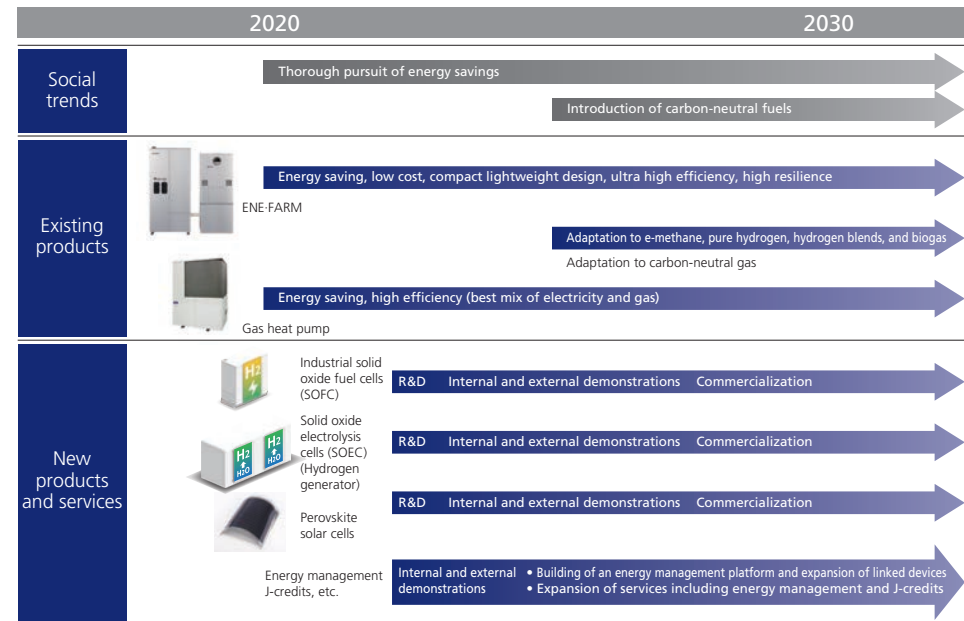 2020 2030
Social
trends
Thorough pursuit of energy savings
Introduction of carbon-neutral fuels
Existing
products
ENE·FARM
Energy saving, low cost, compact lightweight design, ultra high efficiency, high resilience
Adaptation to e-methane, pure hydrogen, hydrogen blends, and biogas
Adaptation to carbon-neutral gas
Gas heat pump
Energy saving, high efficiency (best mix of electricity and gas)
New
products
and services
H2
Industrial solid
oxide fuel cells
(SOFC)
R&D Internal and external demonstrations Commercialization
H2
H2O
H2
H2O
Solid oxide
electrolysis
cells (SOEC)
(Hydrogen
generator)
R&D Internal and external demonstrations Commercialization
Perovskite
solar cells
R&D Internal and external demonstrations Commercialization
Energy management
J-credits, etc.
Internal and external
demonstrations
• Building of an energy management platform and expansion of linked devices
• Expansion of services including energy management and J-credits